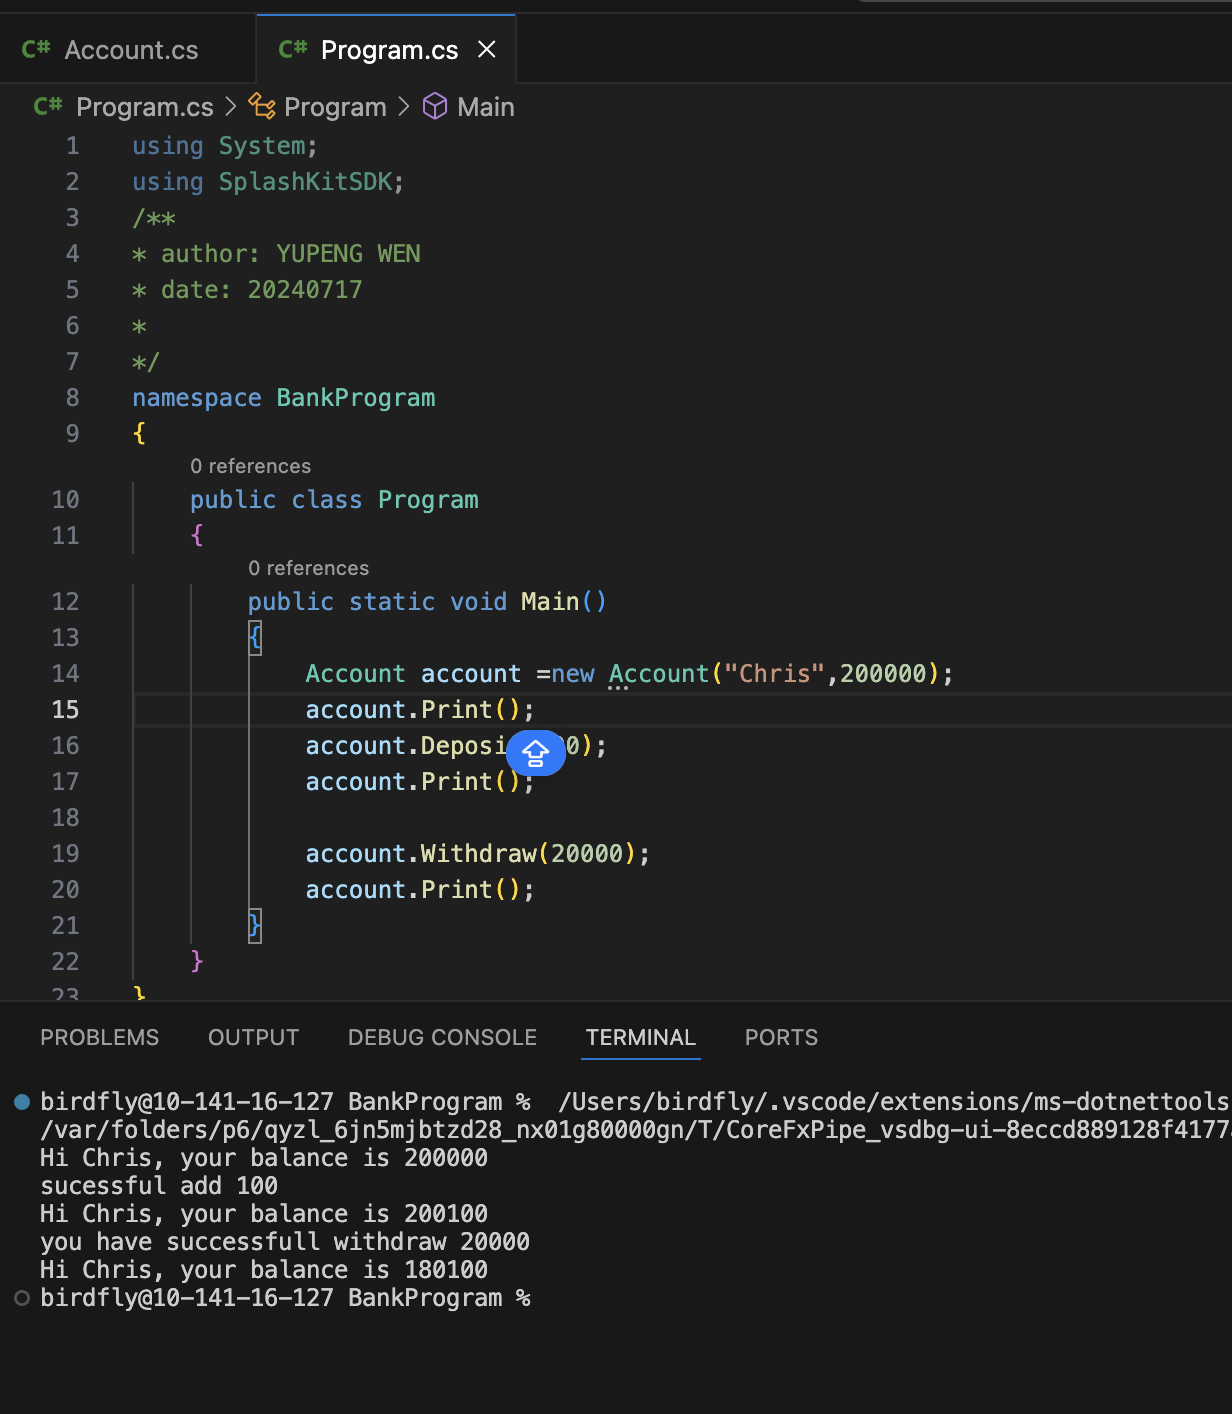 C# Account.cs
C# Program.cs
C# Program.cs > Program > Main
1 using System;
2 using SplashKitSDK;
3 /**
4 * author: YUPENG WEN
5 * date: 20240717
6 *
7 */
8 namespace BankProgram
9 {
0 references
10 public class Program
11 {
0 references
12 public static void Main()
13 {
14 Account account =new Account("Chris",200000);
15 account.Print();
16 account.Deposi 0);
17 account.Print();
18
19 account.Withdraw(20000);
20 account.Print();
21 }
22 }
23 }
PROBLEMS OUTPUT DEBUG CONSOLE TERMINAL PORTS
birdfly@10-141-16-127 BankProgram % /Users/birdfly/.vscode/extensions/ms-dotnettools
/var/folders/p6/qyzl_6jn5mjbtzd28_nx01g80000gn/T/CoreFxPipe_vsdbg-ui-8eccd889128f4177
Hi Chris, your balance is 200000
sucessful add 100
Hi Chris, your balance is 200100
you have successfull withdraw 20000
Hi Chris, your balance is 180100
birdfly@10-141-16-127 BankProgram %